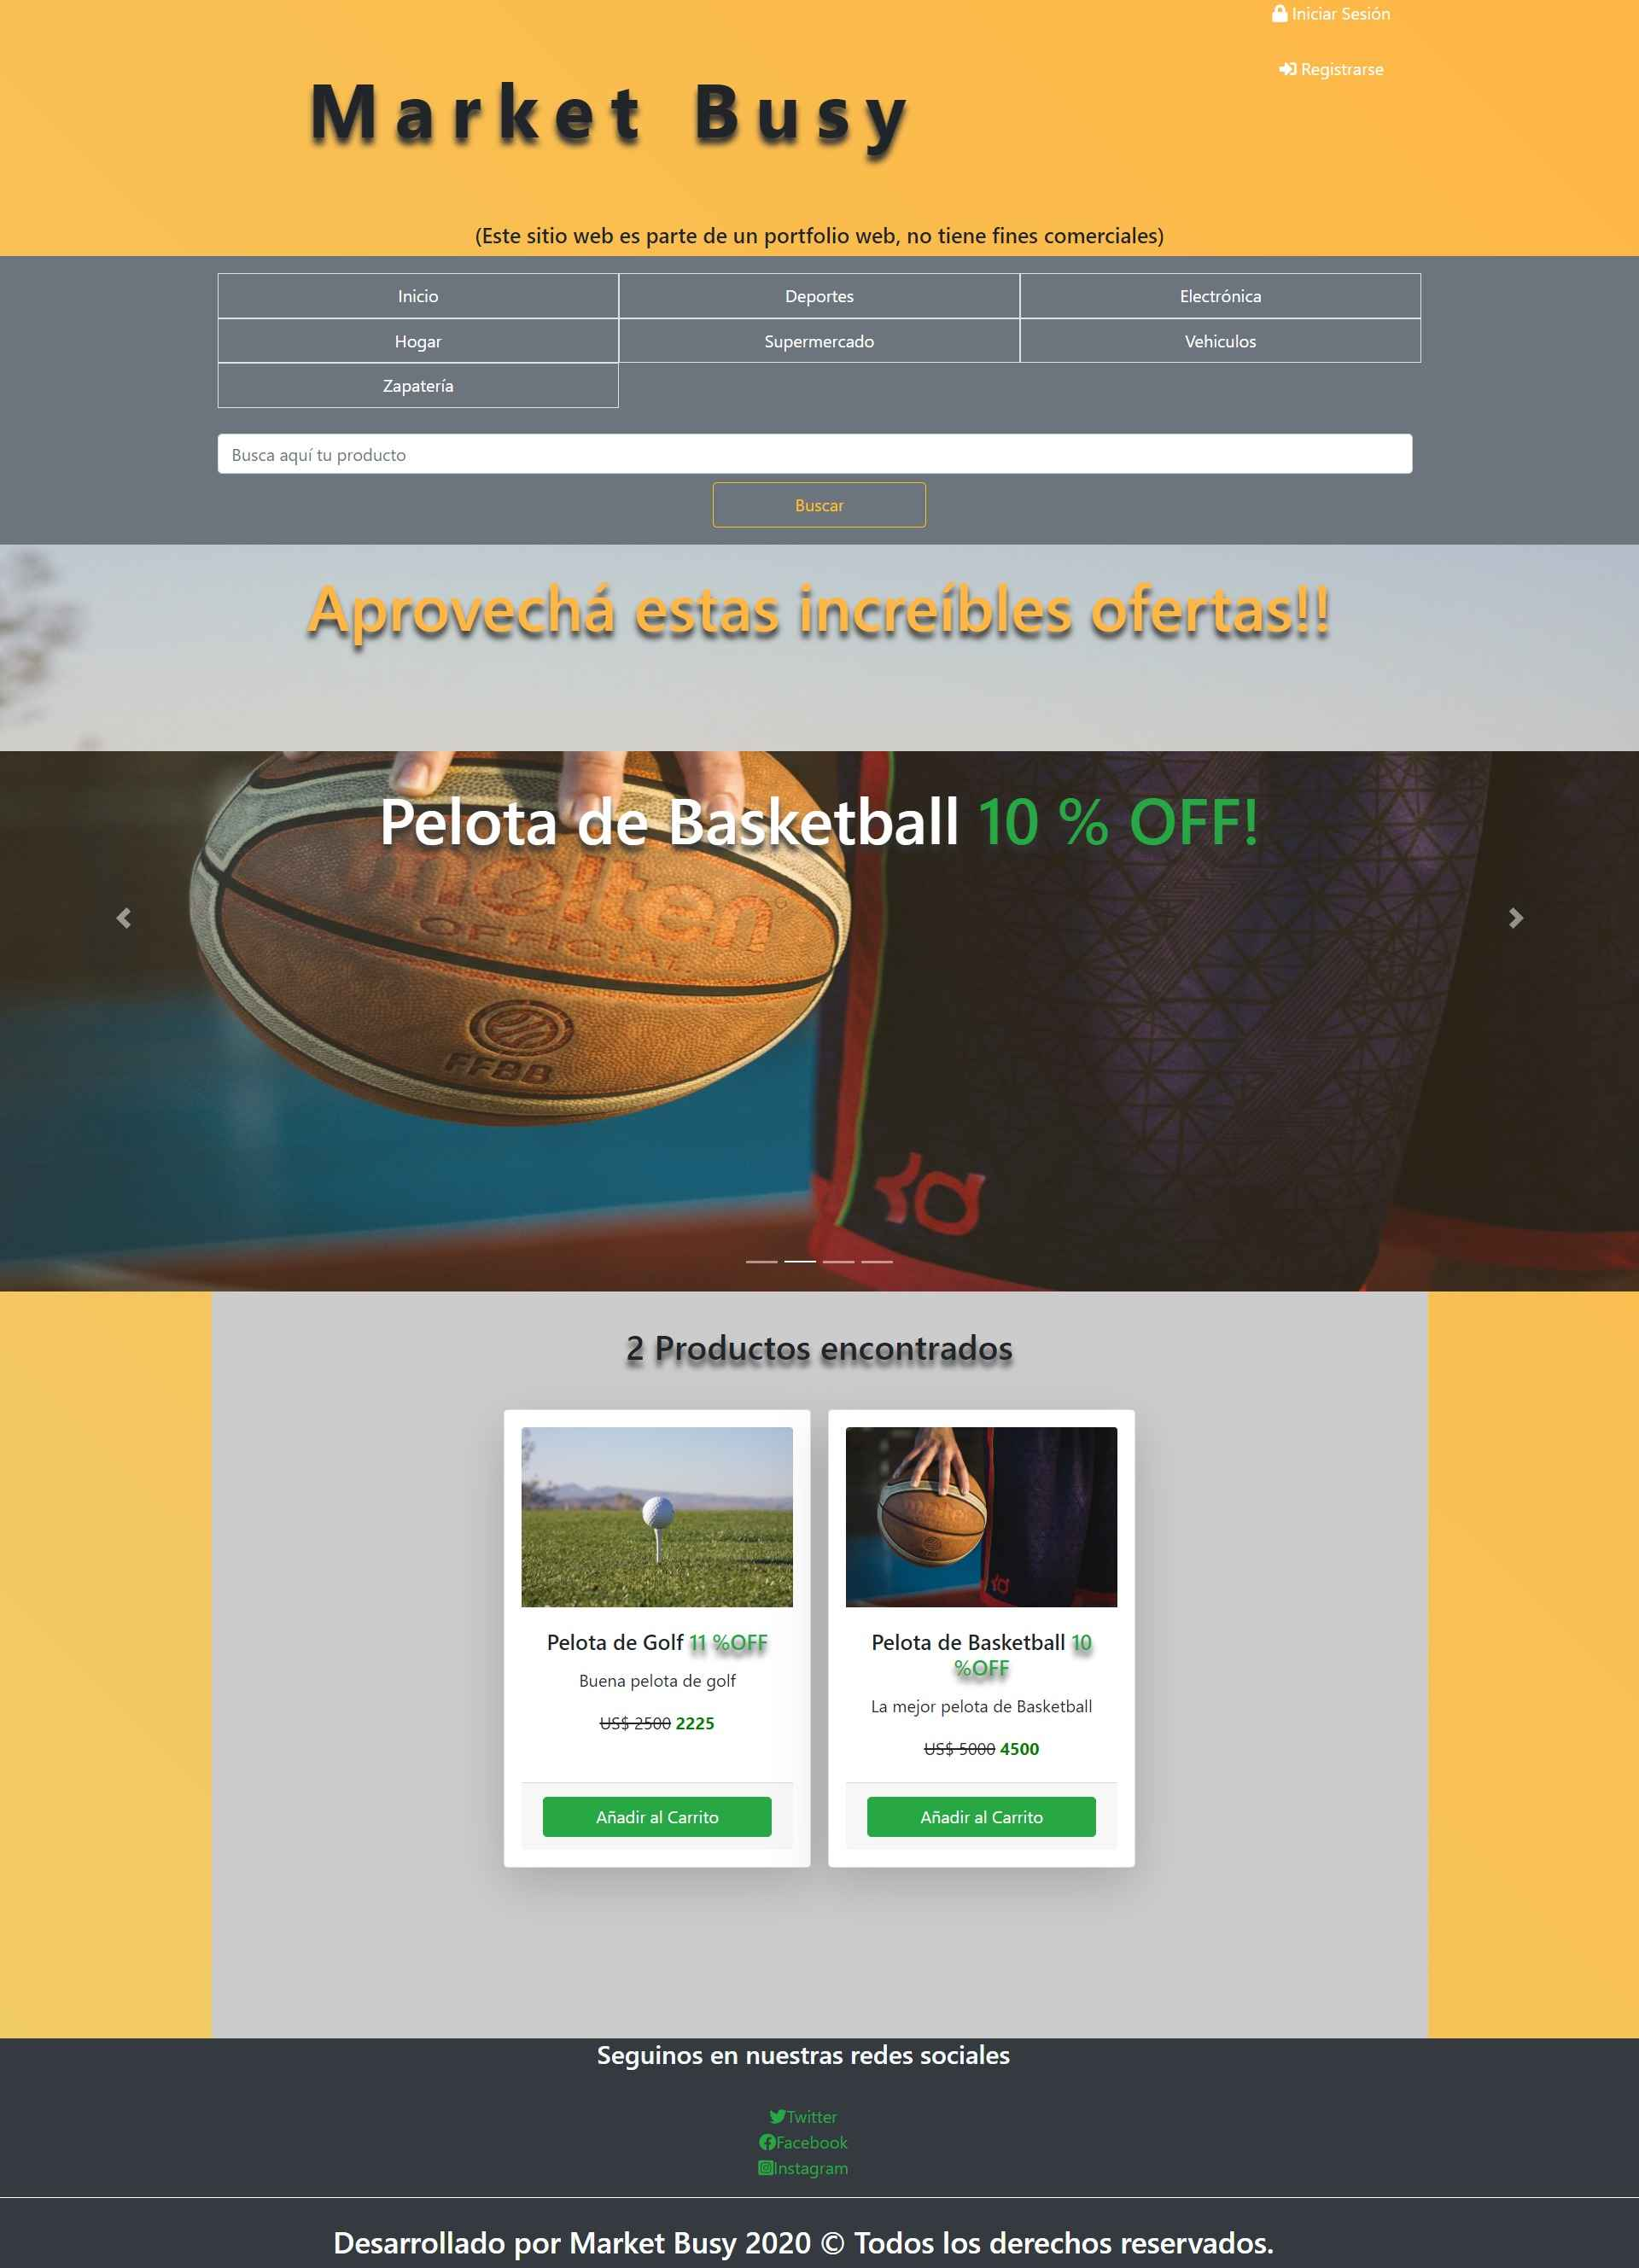 Iniciar Sesión
Registrarse
Market Busy
(Este sitio web es parte de un portfolio web, no tiene fines comerciales)
Inicio
Deportes
Electrónica
Hogar
Supermercado
Vehiculos
Zapatería
Busca aquí tu producto
Buscar
Aprovechá estas increíbles ofertas!!
Pelota de Basketball 10 % OFF!
molten
OFFICIAL
FFBB
2 Productos encontrados
Pelota de Golf 11 %OFF
Buena pelota de golf
US$ 2500 2225
Añadir al Carrito
molten
Pelota de Basketball 10
%OFF
La mejor pelota de Basketball
US$ 5000 4500
Añadir al Carrito
Seguinos en nuestras redes sociales
Twitter
Facebook
Instagram
Desarrollado por Market Busy 2020 © Todos los derechos reservados.